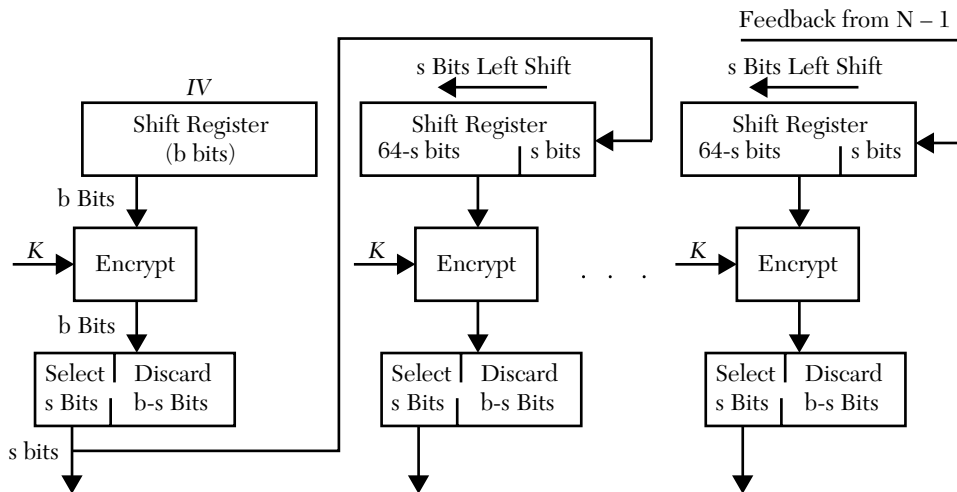 Feedback from N – 1
s Bits Left Shift
s Bits Left Shift
IV
Shift Register
(b bits)
Shift Register
64-s bits
s bits
Shift Register
64-s bits
s bits
b Bits
K
Encrypt
K
Encrypt
. . .
K
Encrypt
b Bits
Select
s Bits
Discard
b-s Bits
Select
s Bits
Discard
b-s Bits
Select
s Bits
Discard
b-s Bits
s bits